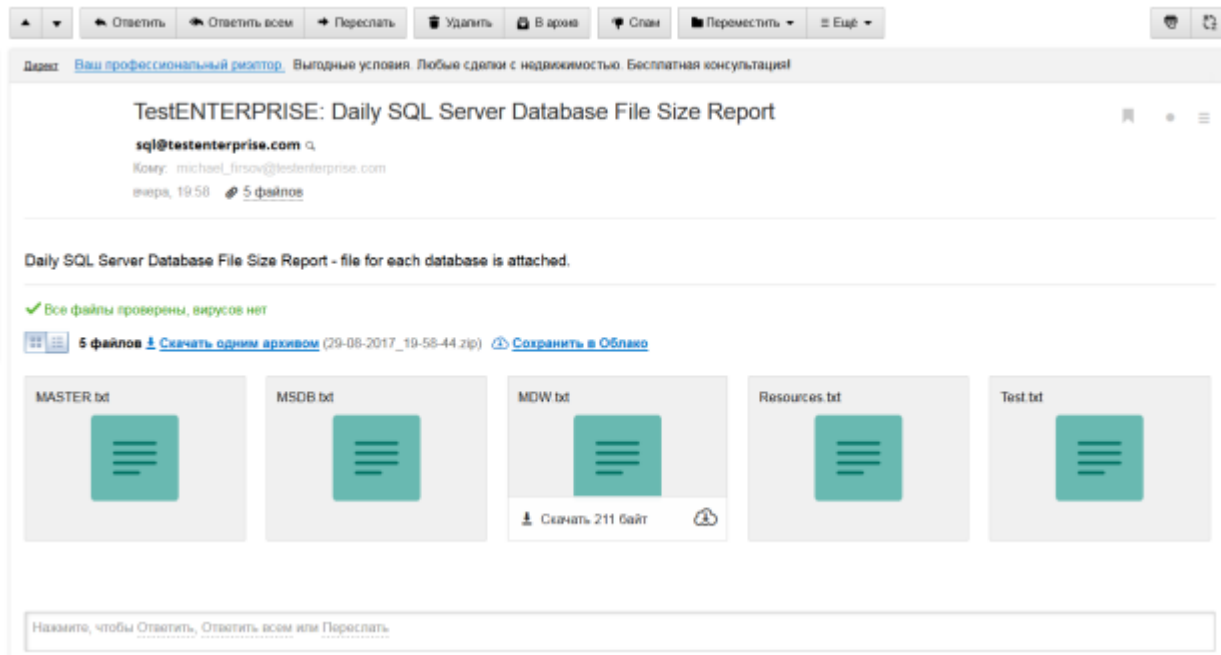 Ответить Ответить всем Переслать Удалить В архив Спам Переместить Ещё
Директ Ваш профессиональный риэлтор. Выгодные условия. Любые сделки с недвижимостью. Бесплатная консультация!
TestENTERPRISE: Daily SQL Server Database File Size Report
sql@testenterprise.com
Кому: michael_firsov@testenterprise.com
вчера, 19:58 5 файлов
Daily SQL Server Database File Size Report - file for each database is attached.
Все файлы проверены, вирусов нет
5 файлов Скачать одним архивом (29-08-2017_19-58-44.zip) Сохранить в Облако
MASTER.txt MSDB.txt MDW.txt Resources.txt Test.txt
Скачать 211 байт
Нажмите, чтобы Ответить, Ответить всем или Переслать